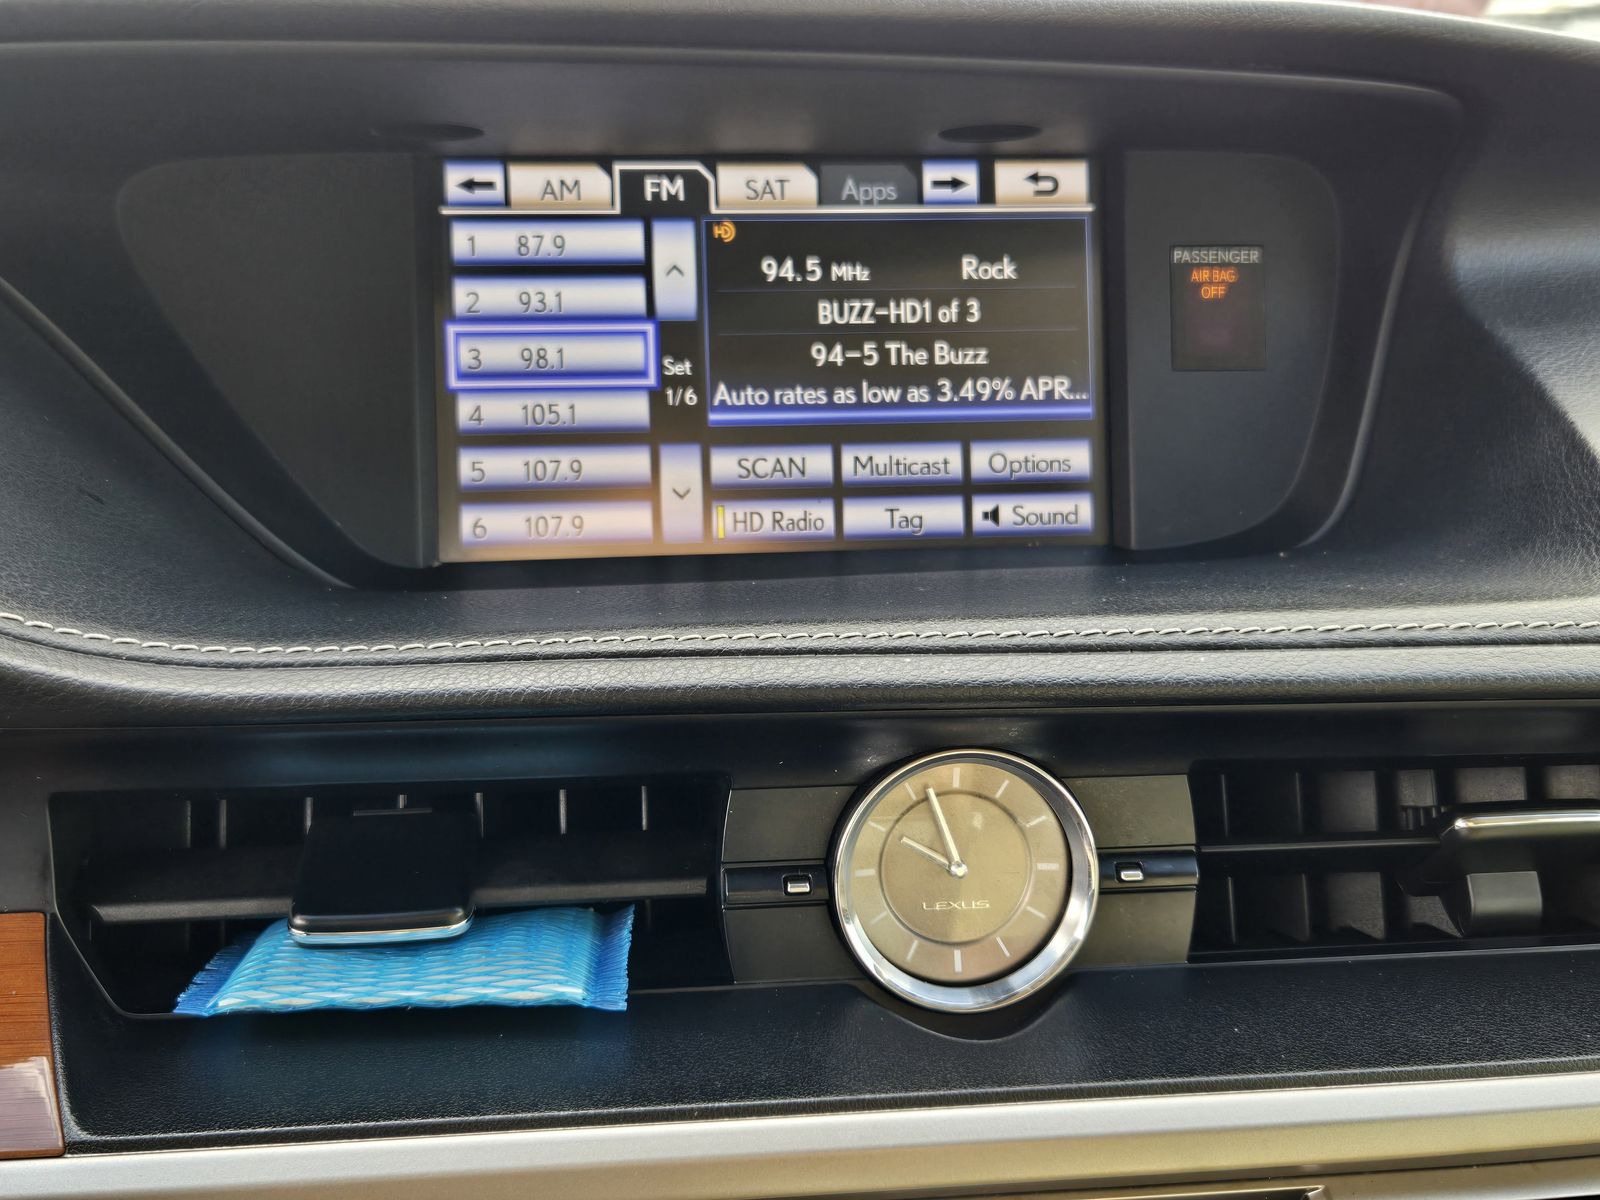 AM FM SAT Apps
1 87.9
2 93.1
3 98.1
4 105.1
5 107.9
6 107.9
Set
1/6
HD
94.5 MHz Rock
BUZZ-HD1 of 3
94-5 The Buzz
Auto rates as low as 3.49% APR...
SCAN Multicast Options
HD Radio Tag Sound
PASSENGER
AIR BAG
OFF
LEXUS